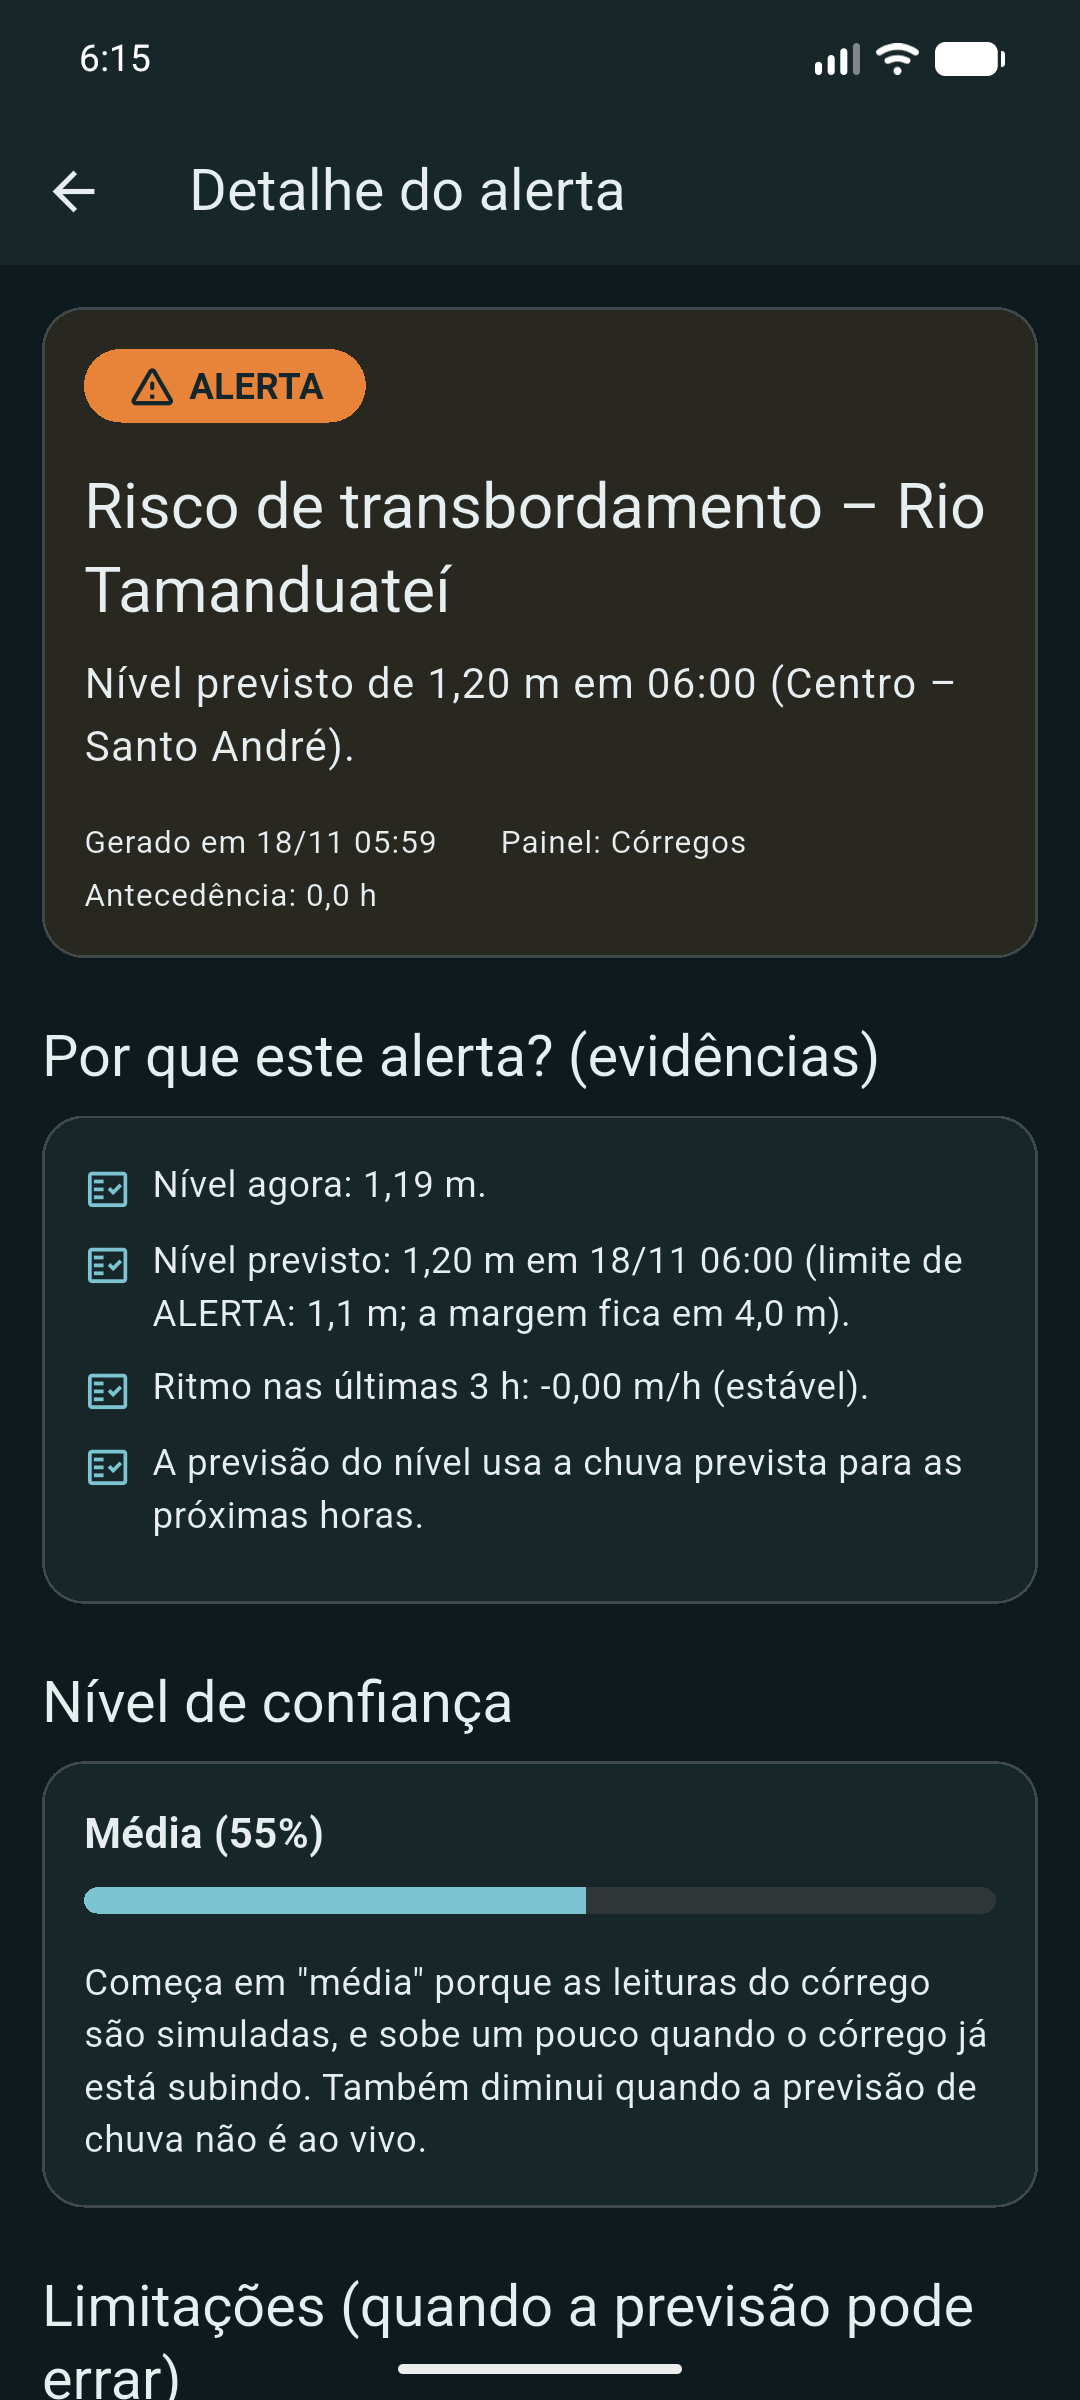 6:15
Detalhe do alerta
ALERTA
Risco de transbordamento – Rio
Tamanduateí
Nível previsto de 1,20 m em 06:00 (Centro –
Santo André).
Gerado em 18/11 05:59 Painel: Córregos
Antecedência: 0,0 h
Por que este alerta? (evidências)
Nível agora: 1,19 m.
Nível previsto: 1,20 m em 18/11 06:00 (limite de
ALERTA: 1,1 m; a margem fica em 4,0 m).
Ritmo nas últimas 3 h: -0,00 m/h (estável).
A previsão do nível usa a chuva prevista para as
próximas horas.
Nível de confiança
Média (55%)
Começa em "média" porque as leituras do córrego
são simuladas, e sobe um pouco quando o córrego já
está subindo. Também diminui quando a previsão de
chuva não é ao vivo.
Limitações (quando a previsão pode
errar)